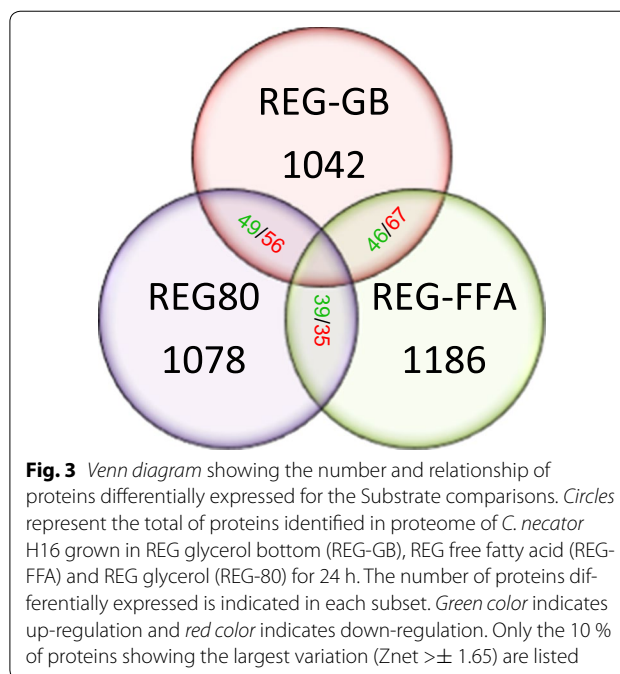 REG-GB
1042
49/56
46/67
REG80
1078
39/35
REG-FFA
1186
Fig. 3 Venn diagram showing the number and relationship of
proteins differentially expressed for the Substrate comparisons. Circles
represent the total of proteins identified in proteome of C. necator
H16 grown in REG glycerol bottom (REG-GB), REG free fatty acid (REG-
FFA) and REG glycerol (REG-80) for 24 h. The number of proteins dif-
ferentially expressed is indicated in each subset. Green color indicates
up-regulation and red color indicates down-regulation. Only the 10 %
of proteins showing the largest variation (Znet >± 1.65) are listed